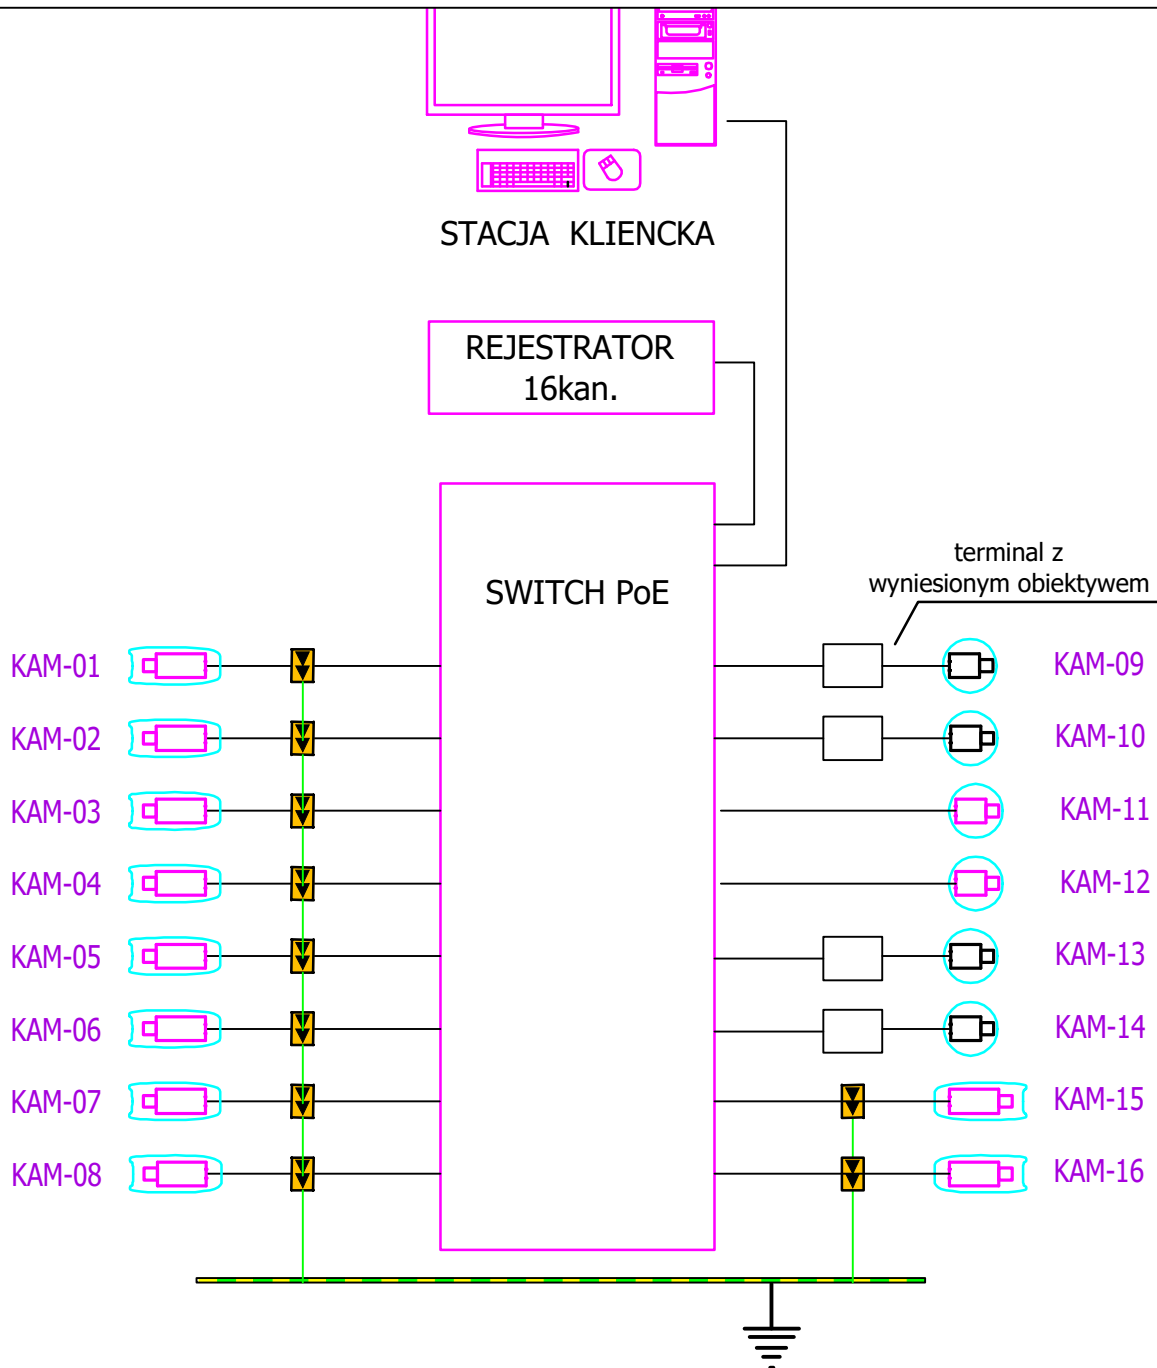 STACJA KLIENCKA
REJESTRATOR
16kan.
SWITCH PoE
terminal z
wyniesionym obiektywem
KAM-01
KAM-02
KAM-03
KAM-04
KAM-05
KAM-06
KAM-07
KAM-08
KAM-09
KAM-10
KAM-11
KAM-12
KAM-13
KAM-14
KAM-15
KAM-16